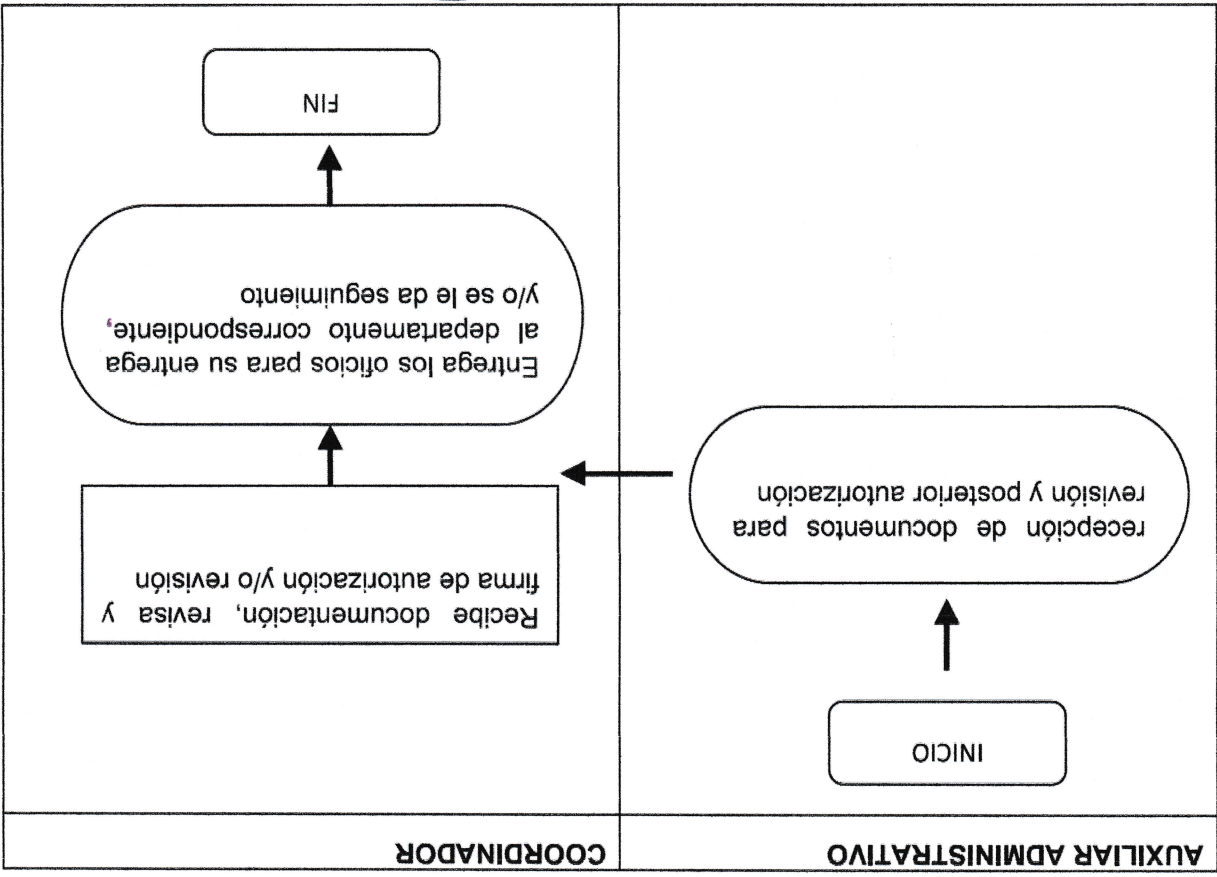 AUXILIAR ADMINISTRATIVO
COORDINADOR
INICIO
recepción de documentos para
revisión y posterior autorización
Recibe documentación, revisa y
firma de autorización y/o revisión
Entrega los oficios para su entrega
al departamento correspondiente,
y/o se le da seguimiento
FIN